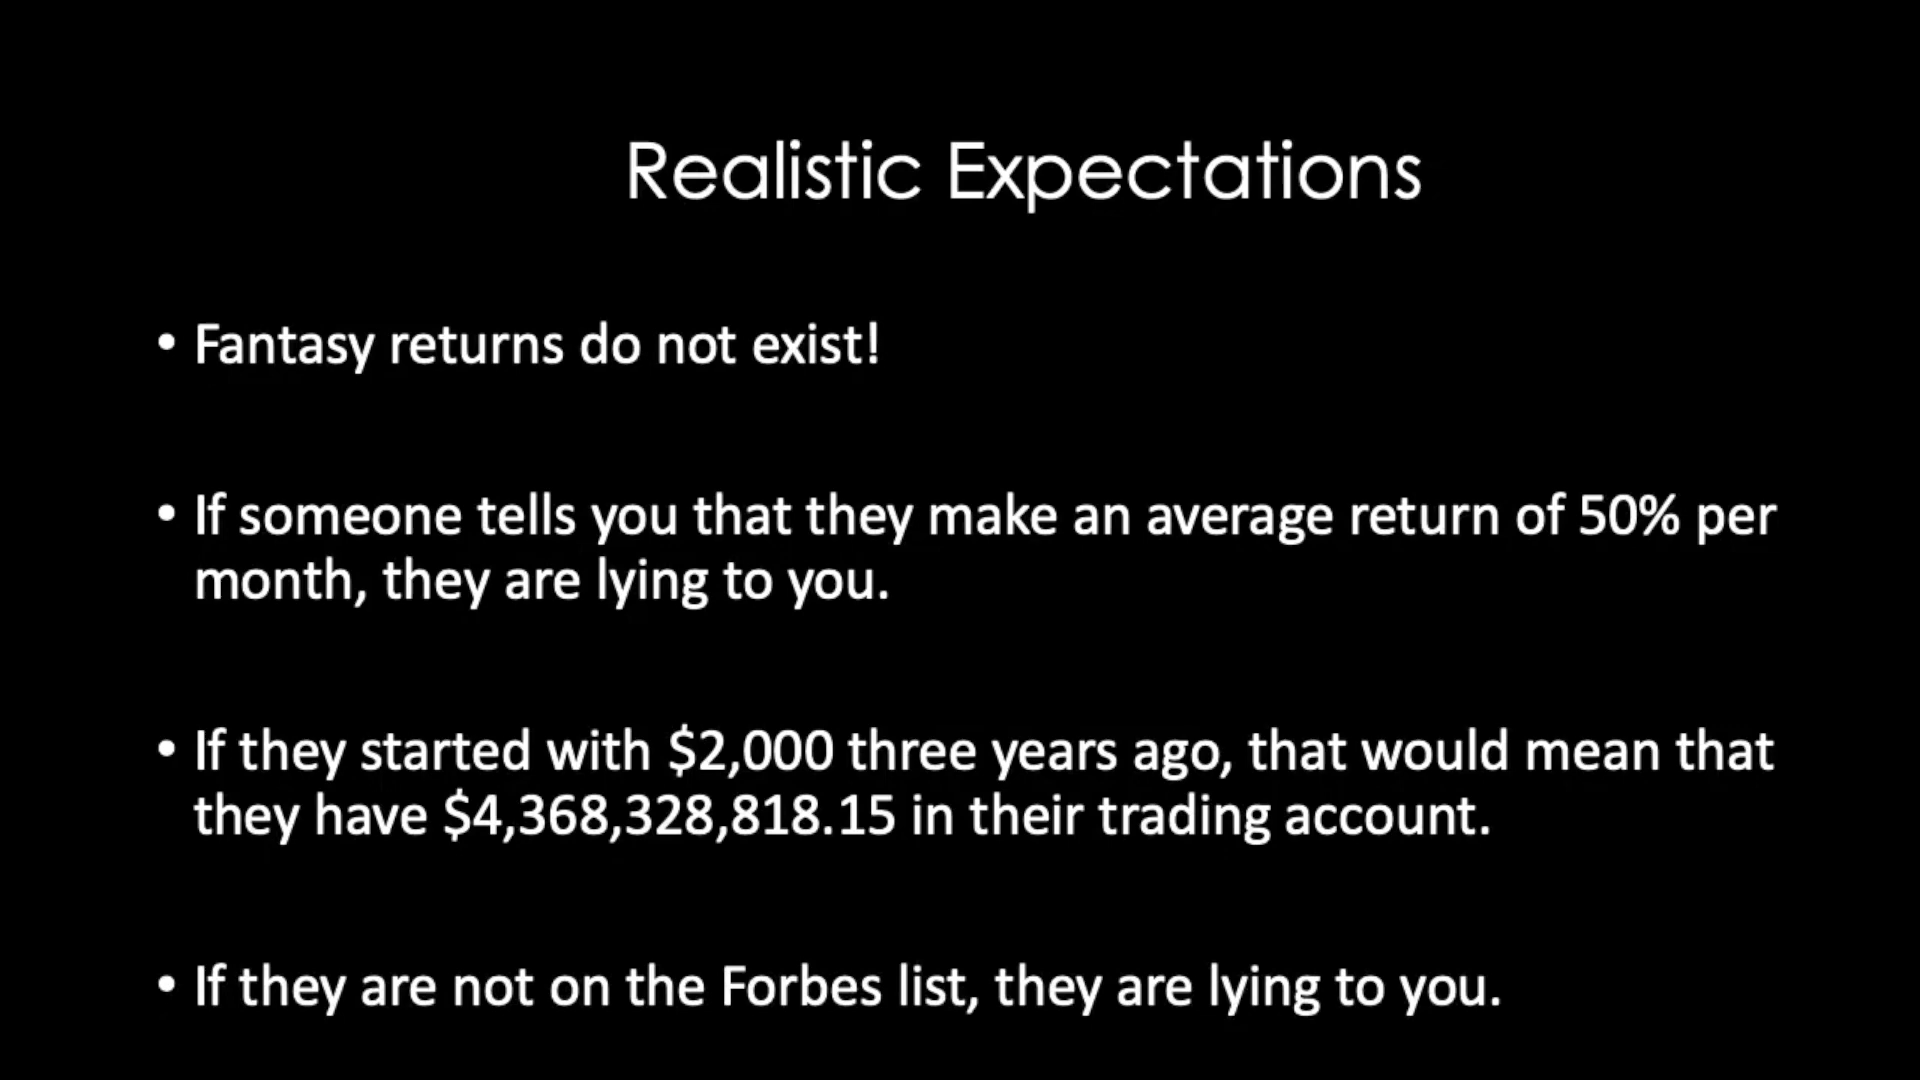 Realistic Expectations
• Fantasy returns do not exist!
• If someone tells you that they make an average return of 50% per
month, they are lying to you.
• If they started with $2,000 three years ago, that would mean that
they have $4,368,328,818.15 in their trading account.
• If they are not on the Forbes list, they are lying to you.